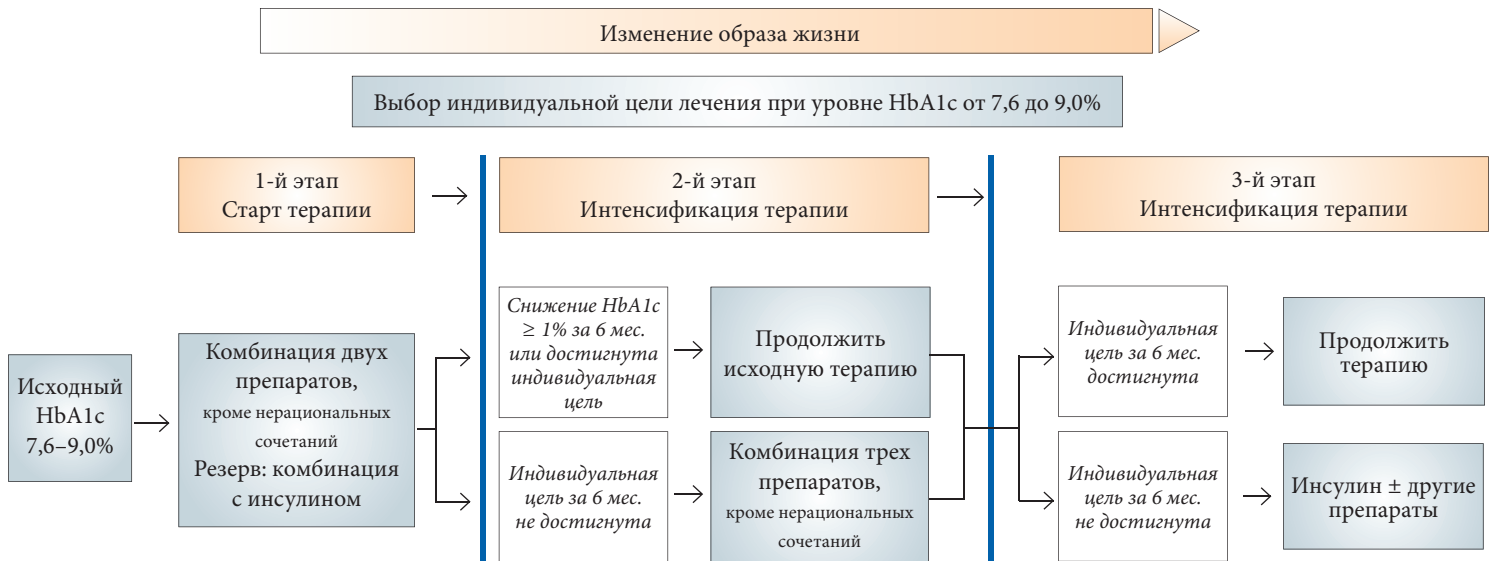 Изменение образа жизни
Выбор индивидуальной цели лечения при уровне HbA1c от 7,6 до 9,0%
1-й этап
Старт терапии
2-й этап
Интенсификация терапии
3-й этап
Интенсификация терапии
Исходный
HbA1c
7,6–9,0%
Комбинация двух
препаратов,
кроме нерациональных
сочетаний
Резерв: комбинация
с инсулином
Снижение HbA1c
≥ 1% за 6 мес.
или достигнута
индивидуальная
цель
Продолжить
исходную терапию
Индивидуальная
цель за 6 мес.
не достигнута
Комбинация трех
препаратов,
кроме нерациональных
сочетаний
Индивидуальная
цель за 6 мес.
достигнута
Продолжить
терапию
Индивидуальная
цель за 6 мес.
не достигнута
Инсулин ± другие
препараты